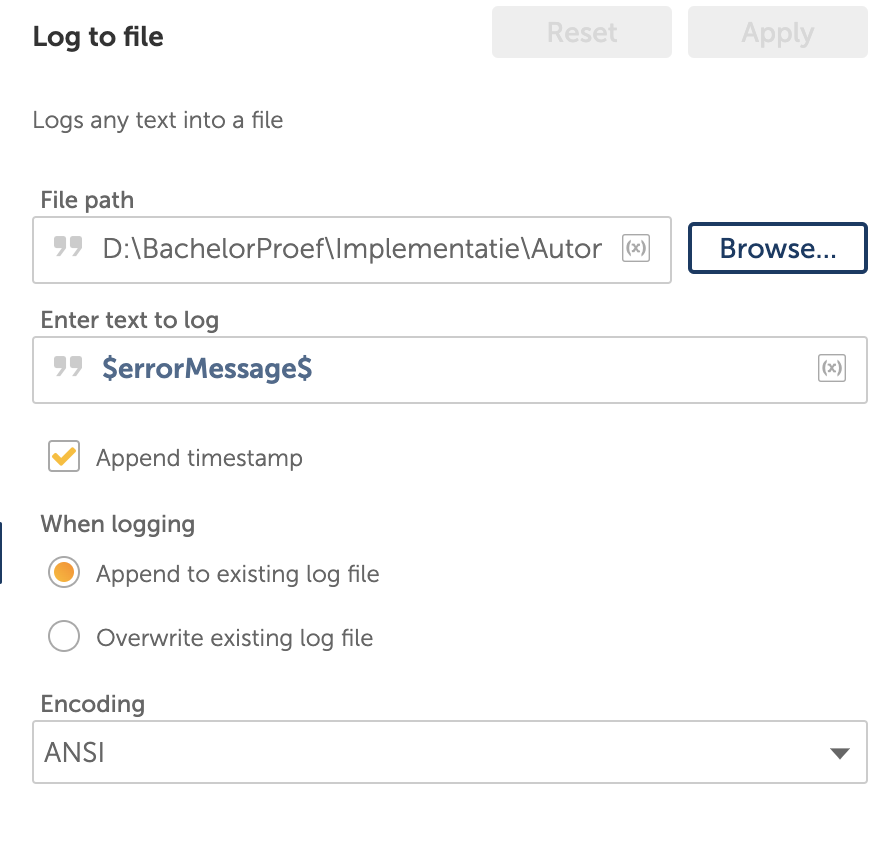 Log to file
Reset
Apply
Logs any text into a file
File path
D:\BachelorProef\Implementatie\Autor
(x)
Browse...
Enter text to log
$errorMessage$
(x)
Append timestamp
When logging
Append to existing log file
Overwrite existing log file
Encoding
ANSI